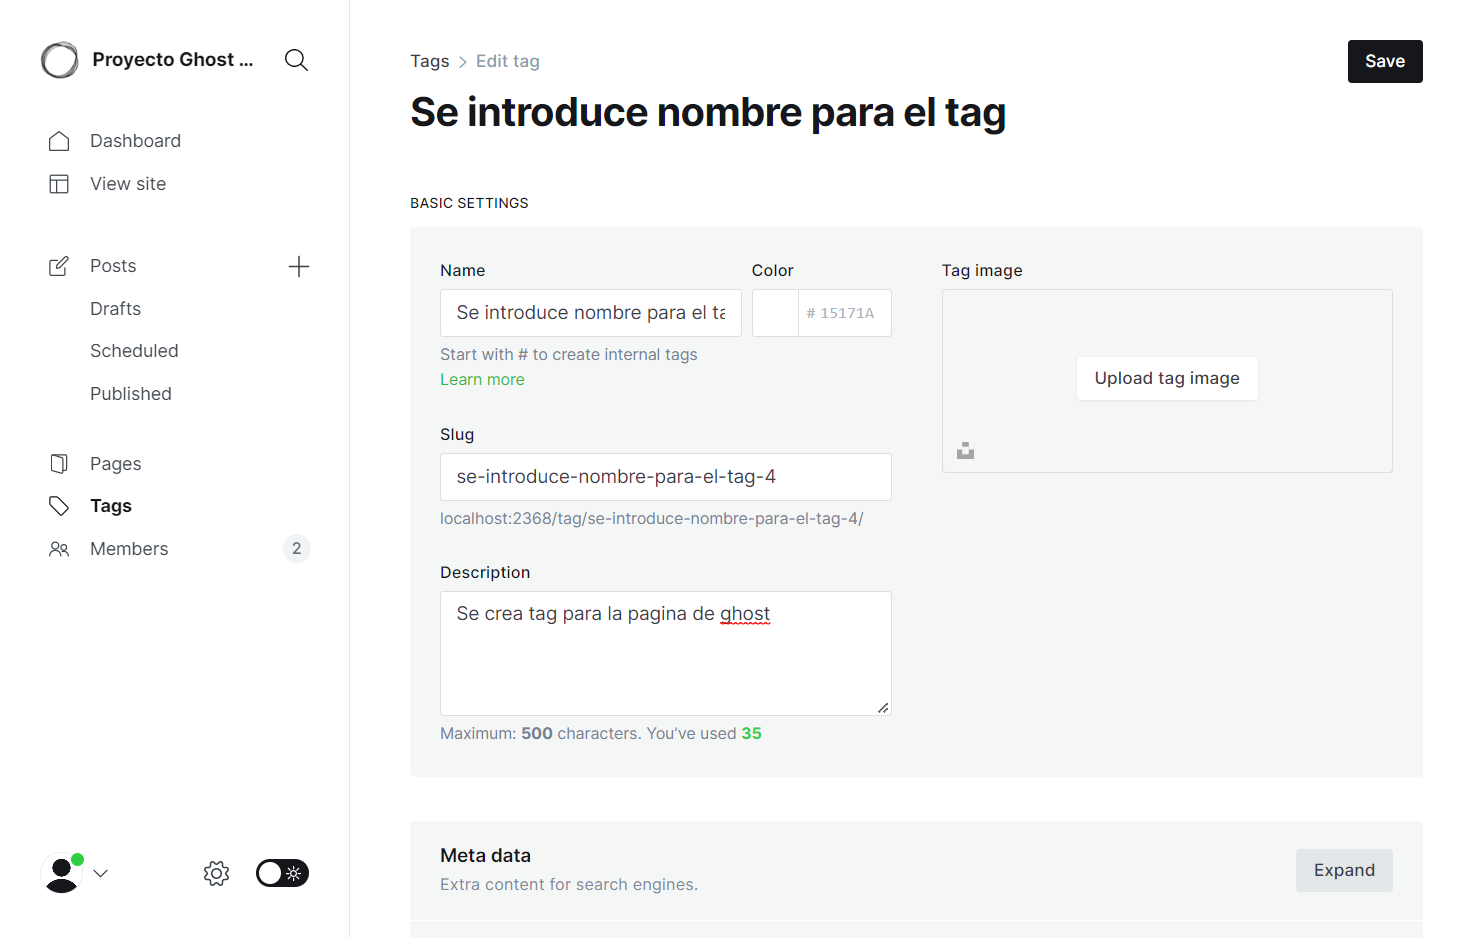 Proyecto Ghost ...
Dashboard
View site
Posts
Drafts
Scheduled
Published
Pages
Tags
Members
2
Tags > Edit tag
Save
Se introduce nombre para el tag
BASIC SETTINGS
Name
Se introduce nombre para el ta
Start with # to create internal tags
Learn more
Color
# 15171A
Slug
se-introduce-nombre-para-el-tag-4
localhost:2368/tag/se-introduce-nombre-para-el-tag-4/
Description
Se crea tag para la pagina de ghost
Maximum: 500 characters. You’ve used 35
Tag image
Upload tag image
Meta data
Extra content for search engines.
Expand